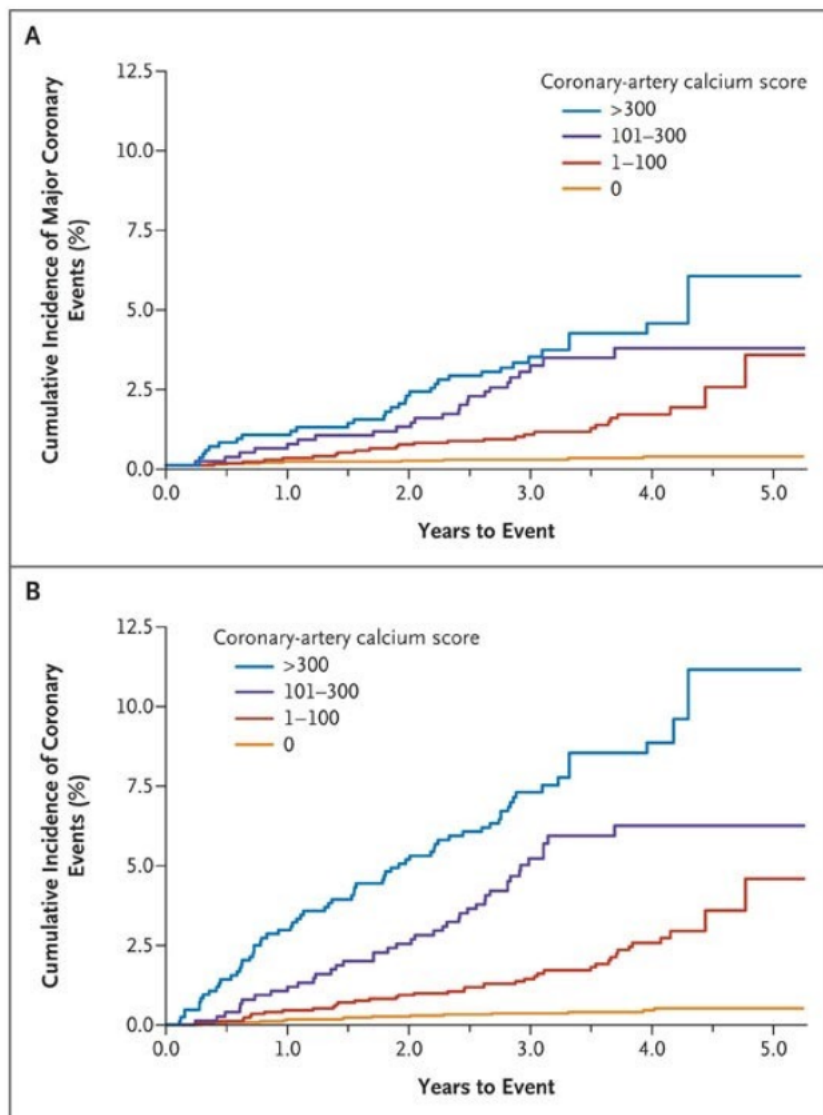 A
Cumulative Incidence of Major Coronary
Events (%)
12.5
10.0
7.5
5.0
2.5
0.0
Coronary-artery calcium score
>300
101–300
1–100
0
0.0 1.0 2.0 3.0 4.0 5.0
Years to Event
B
Cumulative Incidence of Coronary
Events (%)
12.5
10.0
7.5
5.0
2.5
0.0
Coronary-artery calcium score
>300
101–300
1–100
0
0.0 1.0 2.0 3.0 4.0 5.0
Years to Event